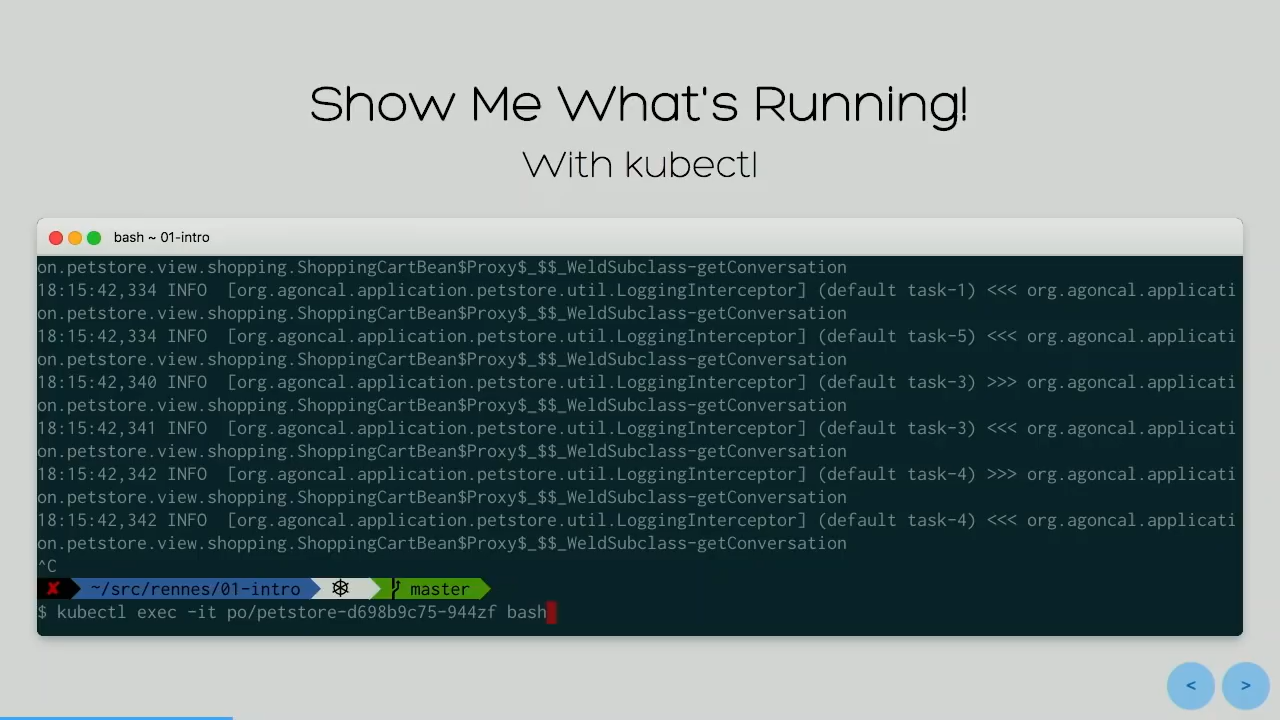 Show Me What's Running!
With kubectl
bash ~ 01-intro
on.petstore.view.shopping.ShoppingCartBean$Proxy$_$$_WeldSubclass-getConversation
18:15:42,334 INFO  [org.agoncal.application.petstore.util.LoggingInterceptor] (default task-1) <<< org.agoncal.applicati
on.petstore.view.shopping.ShoppingCartBean$Proxy$_$$_WeldSubclass-getConversation
18:15:42,334 INFO  [org.agoncal.application.petstore.util.LoggingInterceptor] (default task-5) <<< org.agoncal.applicati
on.petstore.view.shopping.ShoppingCartBean$Proxy$_$$_WeldSubclass-getConversation
18:15:42,340 INFO  [org.agoncal.application.petstore.util.LoggingInterceptor] (default task-3) >>> org.agoncal.applicati
on.petstore.view.shopping.ShoppingCartBean$Proxy$_$$_WeldSubclass-getConversation
18:15:42,341 INFO  [org.agoncal.application.petstore.util.LoggingInterceptor] (default task-3) <<< org.agoncal.applicati
on.petstore.view.shopping.ShoppingCartBean$Proxy$_$$_WeldSubclass-getConversation
18:15:42,342 INFO  [org.agoncal.application.petstore.util.LoggingInterceptor] (default task-4) >>> org.agoncal.applicati
on.petstore.view.shopping.ShoppingCartBean$Proxy$_$$_WeldSubclass-getConversation
18:15:42,342 INFO  [org.agoncal.application.petstore.util.LoggingInterceptor] (default task-4) <<< org.agoncal.applicati
on.petstore.view.shopping.ShoppingCartBean$Proxy$_$$_WeldSubclass-getConversation
^C
✘ ~/src/rennes/01-intro ⎈ master
$ kubectl exec -it po/petstore-d698b9c75-944zf bash
< >